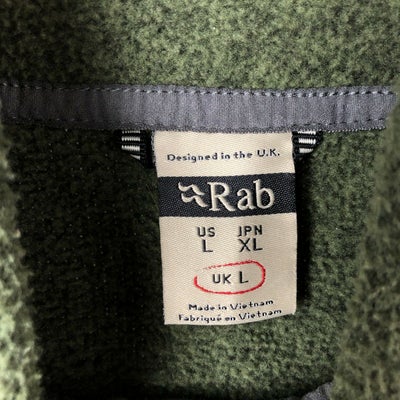 Designed in the U.K.
Rab
US JPN
L XL
UK L
Made in Vietnam
Fabriqué en Vietnam